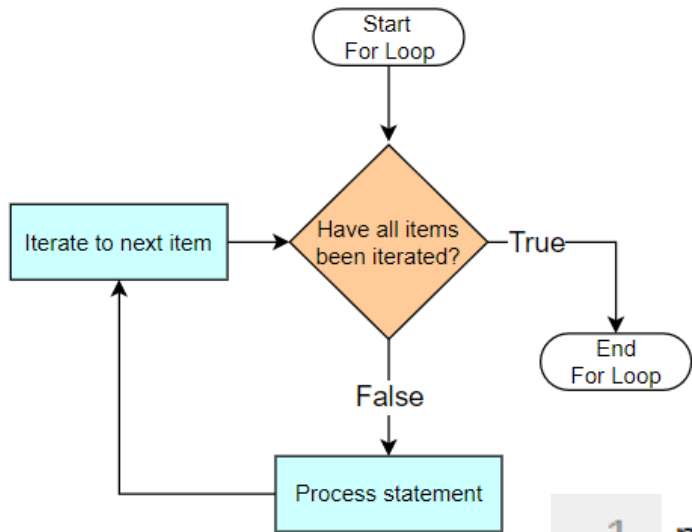 Start
For Loop
Have all items
been iterated?
Iterate to next item
True
End
For Loop
False
Process statement
1